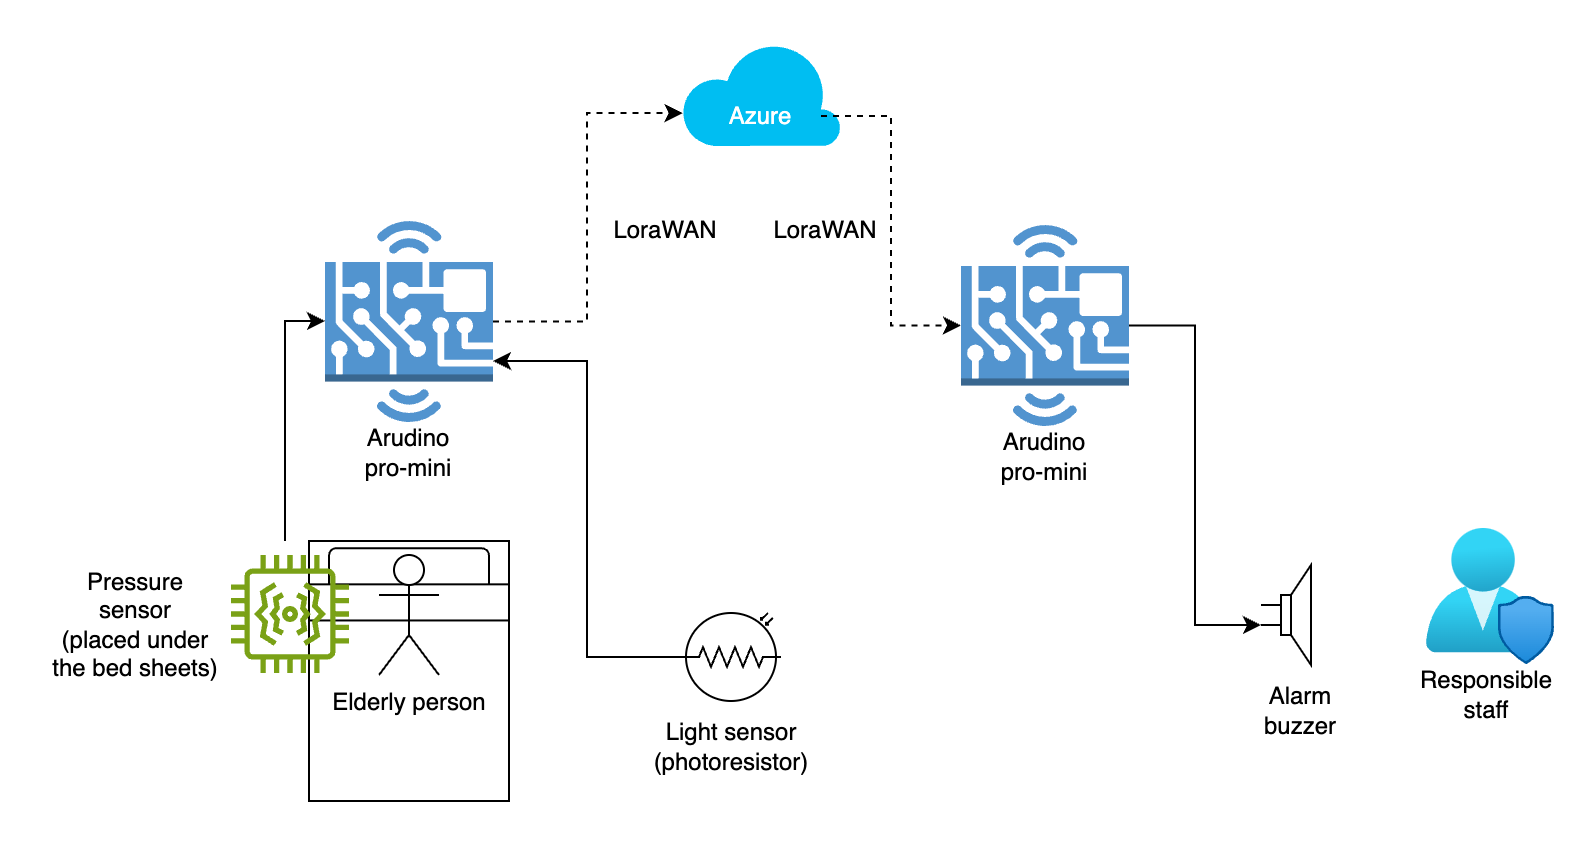 Azure
LoraWAN
LoraWAN
Arudino
pro-mini
Arudino
pro-mini
Pressure
sensor
(placed under
the bed sheets)
Elderly person
Light sensor
(photoresistor)
Alarm
buzzer
Responsible
staff